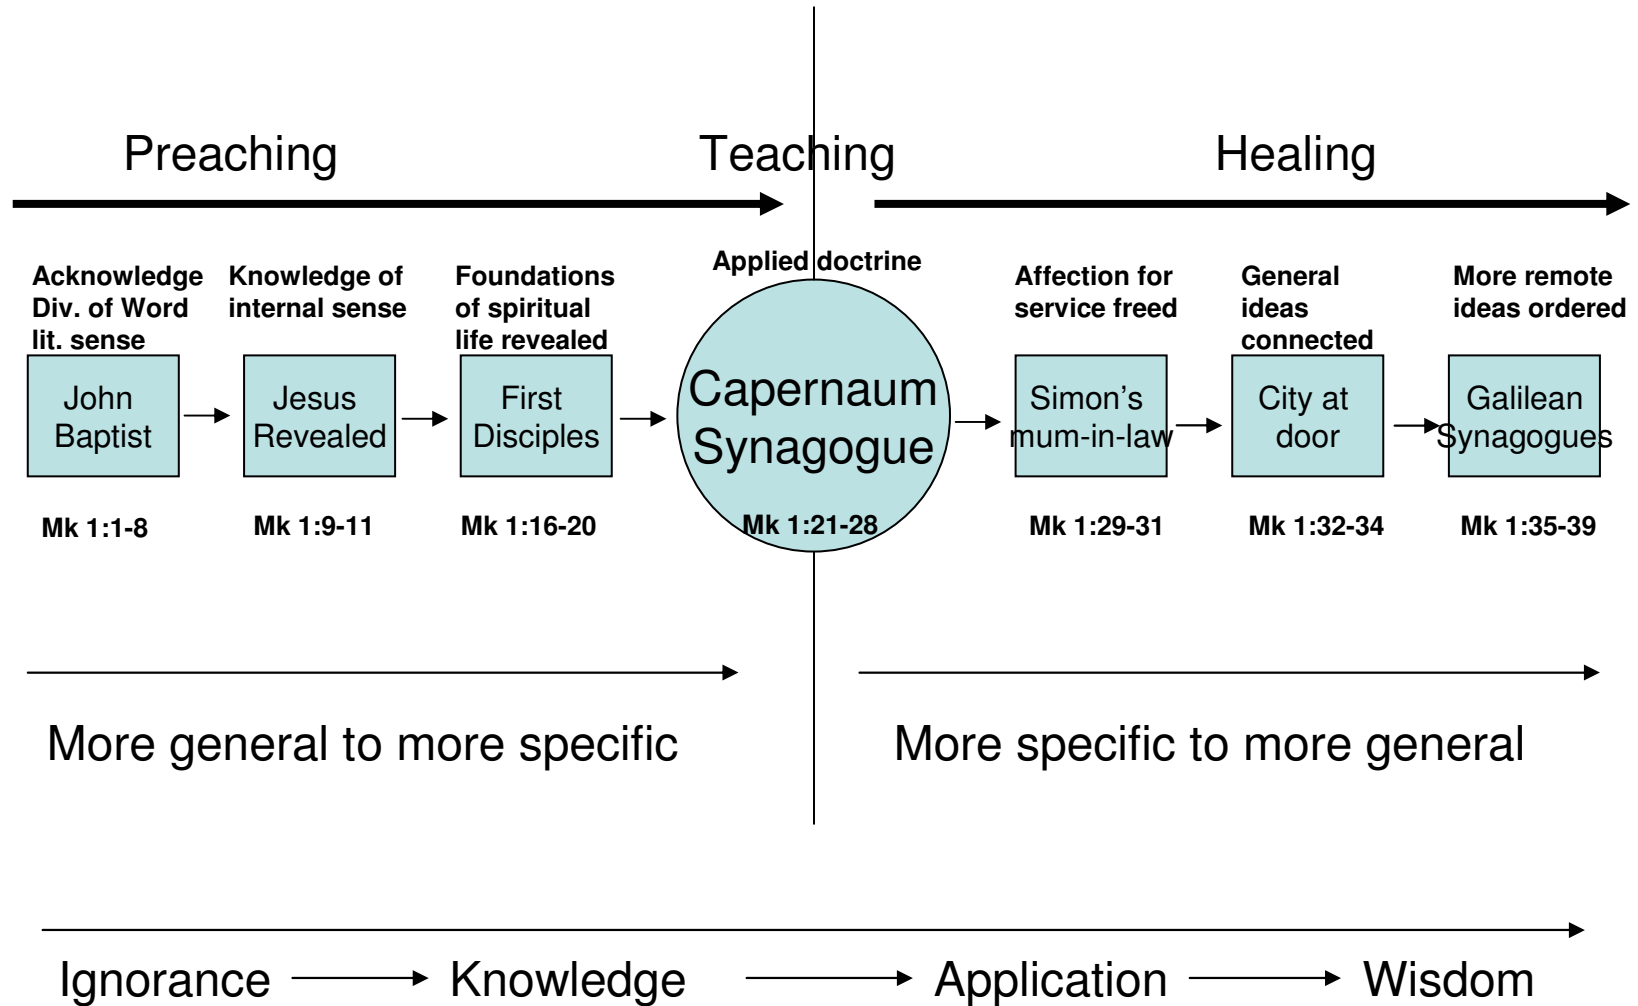 Preaching
Teaching
Healing
Acknowledge
Div. of Word
lit. sense
Knowledge of
internal sense
Foundations
of spiritual
life revealed
Applied doctrine
Affection for
service freed
General
ideas
connected
More remote
ideas ordered
John
Baptist
Jesus
Revealed
First
Disciples
Capernaum
Synagogue
Simon's
mum-in-law
City at
door
Galilean
Synagogues
Mk 1:1-8
Mk 1:9-11
Mk 1:16-20
Mk 1:21-28
Mk 1:29-31
Mk 1:32-34
Mk 1:35-39
More general to more specific
More specific to more general
Ignorance
Knowledge
Application
Wisdom